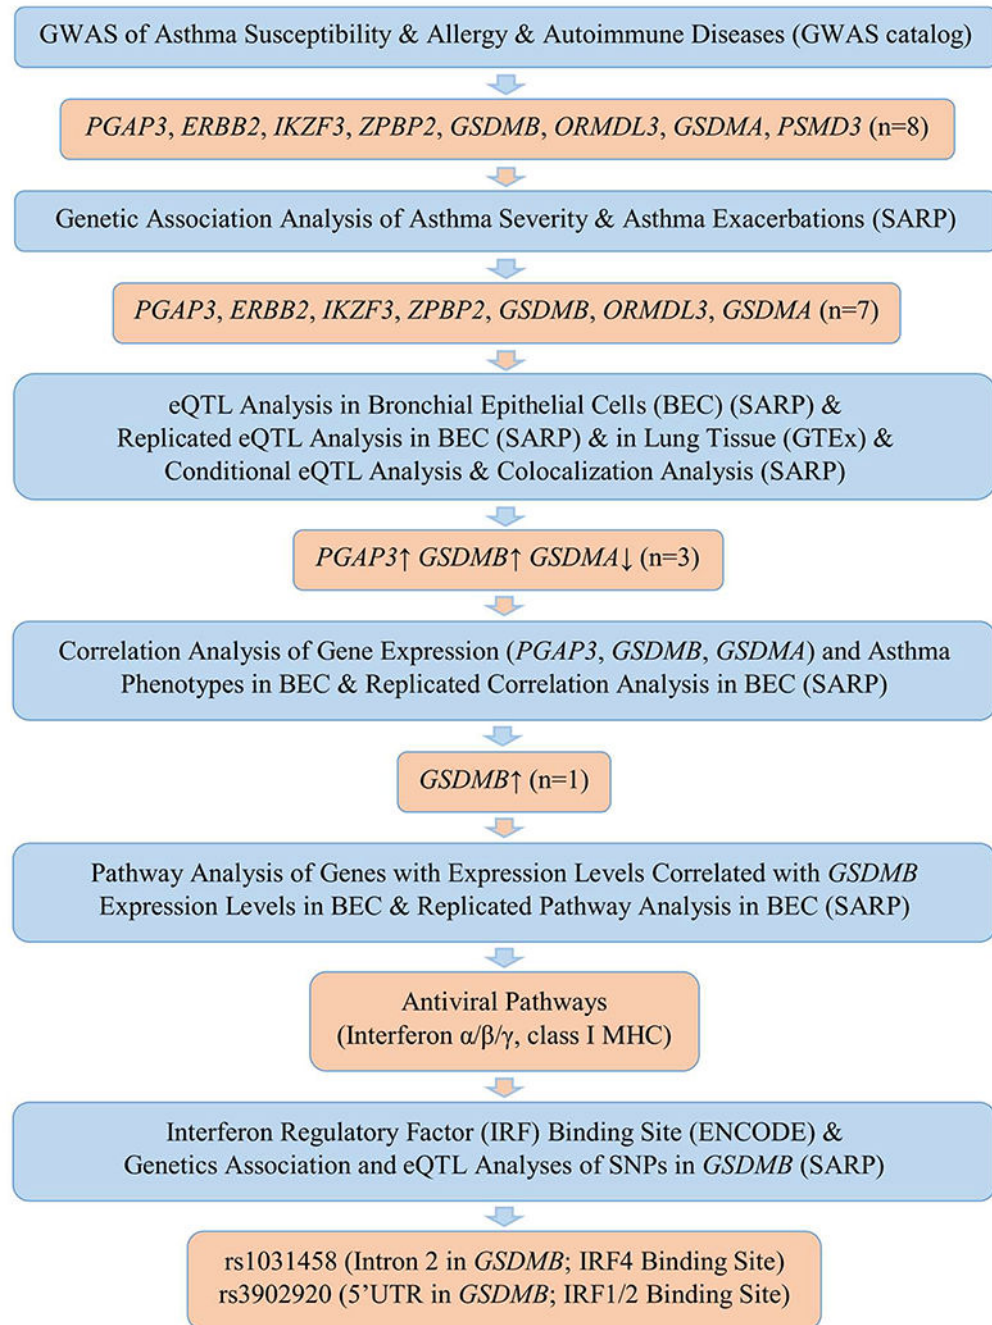 GWAS of Asthma Susceptibility & Allergy & Autoimmune Diseases (GWAS catalog)
PGAP3, ERBB2, IKZF3, ZPBP2, GSDMB, ORMDL3, GSDMA, PSMD3 (n=8)
Genetic Association Analysis of Asthma Severity & Asthma Exacerbations (SARP)
PGAP3, ERBB2, IKZF3, ZPBP2, GSDMB, ORMDL3, GSDMA (n=7)
eQTL Analysis in Bronchial Epithelial Cells (BEC) (SARP) &
Replicated eQTL Analysis in BEC (SARP) & in Lung Tissue (GTEx) &
Conditional eQTL Analysis & Colocalization Analysis (SARP)
PGAP3↑ GSDMB↑ GSDMA↓ (n=3)
Correlation Analysis of Gene Expression (PGAP3, GSDMB, GSDMA) and Asthma
Phenotypes in BEC & Replicated Correlation Analysis in BEC (SARP)
GSDMB↑ (n=1)
Pathway Analysis of Genes with Expression Levels Correlated with GSDMB
Expression Levels in BEC & Replicated Pathway Analysis in BEC (SARP)
Antiviral Pathways
(Interferon α/β/γ, class I MHC)
Interferon Regulatory Factor (IRF) Binding Site (ENCODE) &
Genetics Association and eQTL Analyses of SNPs in GSDMB (SARP)
rs1031458 (Intron 2 in GSDMB; IRF4 Binding Site)
rs3902920 (5’UTR in GSDMB; IRF1/2 Binding Site)